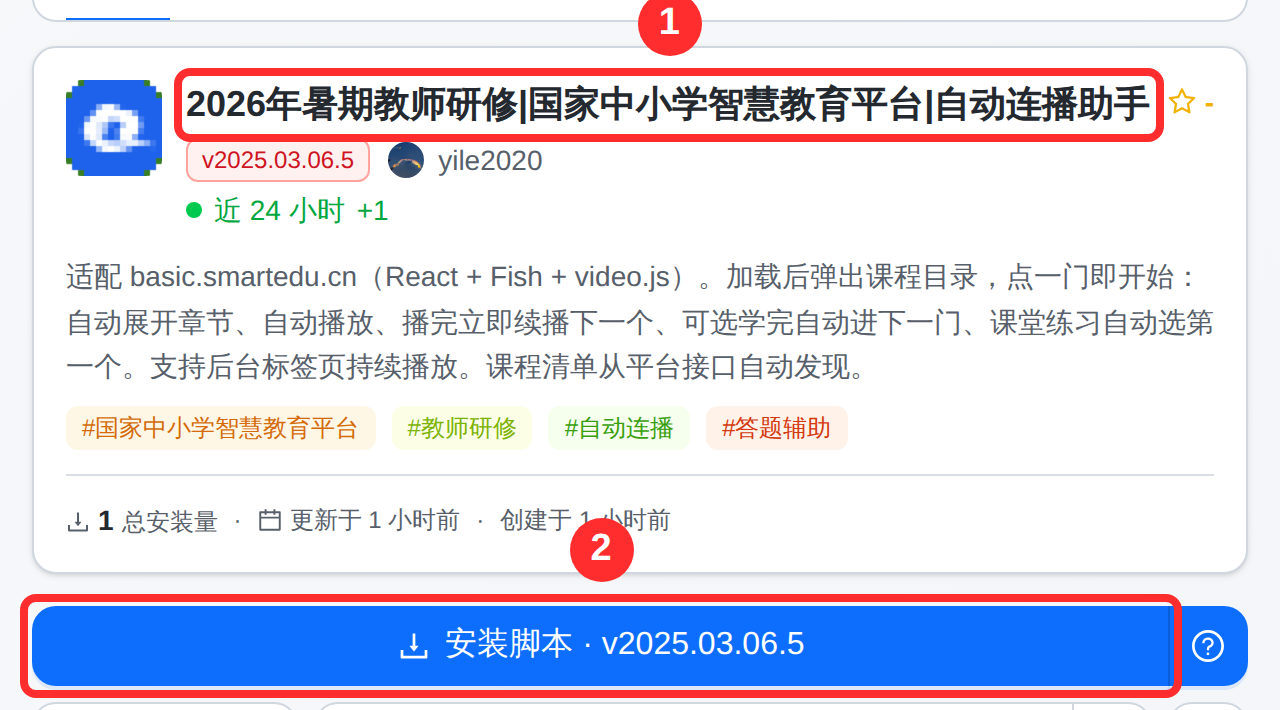 1
2026年暑期教师研修|国家中小学智慧教育平台|自动连播助手
-
v2025.03.06.5 yile2020
近 24 小时 +1
适配 basic.smartedu.cn（React + Fish + video.js）。加载后弹出课程目录，点一门即开始：
自动展开章节、自动播放、播完立即续播下一个、可选学完自动进下一门、课堂练习自动选第
一个。支持后台标签页持续播放。课程清单从平台接口自动发现。
#国家中小学智慧教育平台 #教师研修 #自动连播 #答题辅助
1 总安装量 · 更新于 1 小时前 · 创建于 1 小时前
2
安装脚本 · v2025.03.06.5